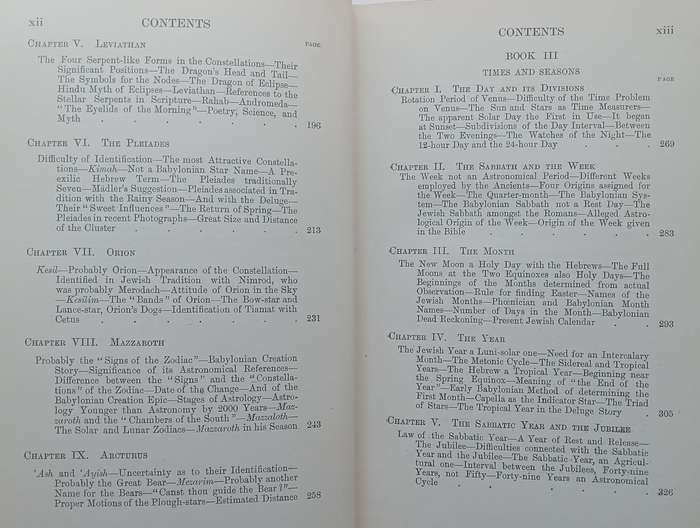 xii CONTENTS
CHAPTER V. LEVIATHAN
PAGE
The Four Serpent-like Forms in the Constellations—Their
Significant Positions—The Dragon's Head and Tail—
The Symbols for the Nodes—The Dragon of Eclipse—
Hindu Myth of Eclipses—Leviathan—References to the
Stellar Serpents in Scripture—Rahab—Andromeda—
"The Eyelids of the Morning"—Poetry, Science, and
Myth . . . . . . . 196
CHAPTER VI. THE PLEIADES
Difficulty of Identification—The most Attractive Constella-
tions—Kimah—Not a Babylonian Star Name—A Pre-
exilic Hebrew Term—The Pleiades traditionally
Seven—Mädler's Suggestion—Pleiades associated in Tra-
dition with the Rainy Season—And with the Deluge—
Their "Sweet Influences"—The Return of Spring—The
Pleiades in recent Photographs—Great Size and Distance
of the Cluster . . . . . . 213
CHAPTER VII. ORION
Kesil—Probably Orion—Appearance of the Constellation—
Identified in Jewish Tradition with Nimrod, who
was probably Merodach—Attitude of Orion in the Sky
—Kesilim—The "Bands" of Orion—The Bow-star and
Lance-star, Orion's Dogs—Identification of Tiamat with
Cetus . . . . . . . 231
CHAPTER VIII. MAZZAROTH
Probably the "Signs of the Zodiac"—Babylonian Creation
Story—Significance of its Astronomical References—
Difference between the "Signs" and the "Constella-
tions" of the Zodiac—Date of the Change—And of the
Babylonian Creation Epic—Stages of Astrology—Astro-
logy Younger than Astronomy by 2000 Years—Maz-
zaroth and the "Chambers of the South"—Mazzaloth—
The Solar and Lunar Zodiacs—Mazzaroth in his Season 243
CHAPTER IX. ARCTURUS
'Ash and 'Ayish—Uncertainty as to their Identification—
Probably the Great Bear—Mezarim—Probably another
Name for the Bears—"Canst thou guide the Bear?"—
Proper Motions of the Plough-stars—Estimated Distance 258
CONTENTS xiii
BOOK III
TIMES AND SEASONS
PAGE
CHAPTER I. THE DAY AND ITS DIVISIONS
Rotation Period of Venus—Difficulty of the Time Problem
on Venus—The Sun and Stars as Time Measurers—
The apparent Solar Day the First in Use—It began
at Sunset—Subdivisions of the Day Interval—Between
the Two Evenings—The Watches of the Night—The
12-hour Day and the 24-hour Day . . . 269
CHAPTER II. THE SABBATH AND THE WEEK
The Week not an Astronomical Period—Different Weeks
employed by the Ancients—Four Origins assigned for
the Week—The Quarter-month—The Babylonian Sys-
tem—The Babylonian Sabbath not a Rest Day—The
Jewish Sabbath amongst the Romans—Alleged Astro-
logical Origin of the Week—Origin of the Week given
in the Bible . . . . . . 283
CHAPTER III. THE MONTH
The New Moon a Holy Day with the Hebrews—The Full
Moons at the Two Equinoxes also Holy Days—The
Beginnings of the Months determined from actual
Observation—Rule for finding Easter—Names of the
Jewish Months—Phœnician and Babylonian Month
Names—Number of Days in the Month—Babylonian
Dead Reckoning—Present Jewish Calendar . . 293
CHAPTER IV. THE YEAR
The Jewish Year a Luni-solar one—Need for an Intercalary
Month—The Metonic Cycle—The Sidereal and Tropical
Years—The Hebrew a Tropical Year—Beginning near
the Spring Equinox—Meaning of "the End of the
Year"—Early Babylonian Method of determining the
First Month—Capella as the Indicator Star—The Triad
of Stars—The Tropical Year in the Deluge Story . 305
CHAPTER V. THE SABBATIC YEAR AND THE JUBILEE
Law of the Sabbatic Year—A Year of Rest and Release—
The Jubilee—Difficulties connected with the Sabbatic
Year and the Jubilee—The Sabbatic Year, an Agricul-
tural one—Interval between the Jubilees, Forty-nine
Years, not Fifty—Forty-nine Years an Astronomical
Cycle . . . . . . . 326